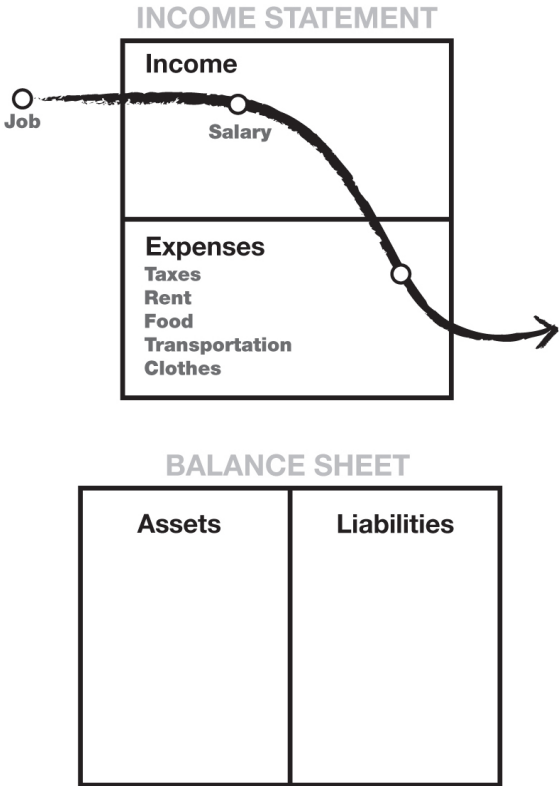 INCOME STATEMENT
Income
Job
Salary
Expenses
Taxes
Rent
Food
Transportation
Clothes
BALANCE SHEET
Assets
Liabilities